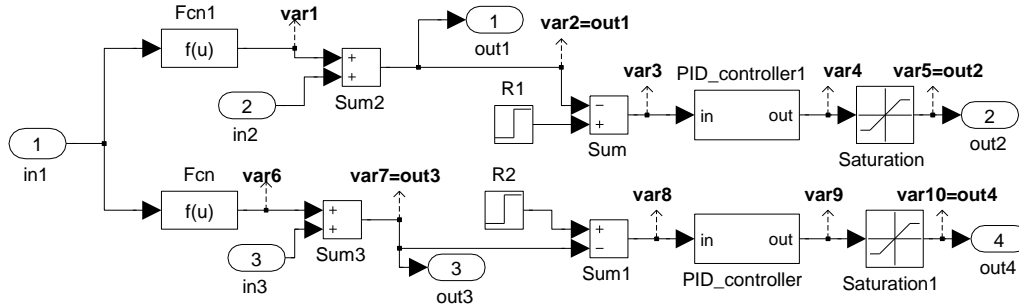 Fcn1
var1
1
var2=out1
f(u)
+
+
out1
Sum2
var3
PID_controller1
var4
var5=out2
R1
2
in2
−
+
in
out
2
Sum
Saturation
out2
1
in1
Fcn
var6
var7=out3
R2
var8
var9
var10=out4
f(u)
+
+
+
−
in
out
4
3
in3
Sum3
3
out3
Sum1
PID_controller
Saturation1
out4